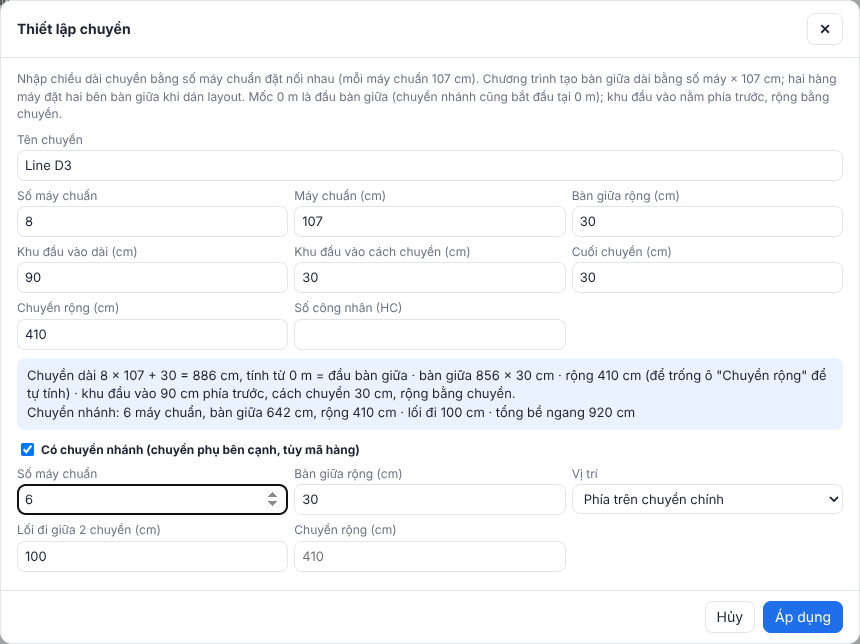 Thiết lập chuyền
×
Nhập chiều dài chuyền bằng số máy chuẩn đặt nối nhau (mỗi máy chuẩn 107 cm). Chương trình tạo bàn giữa dài bằng số máy × 107 cm; hai hàng
máy đặt hai bên bàn giữa khi dán layout. Mốc 0 m là đầu bàn giữa (chuyền nhánh cũng bắt đầu tại 0 m); khu đầu vào nằm phía trước, rộng bằng
chuyền.
Tên chuyền
Line D3
Số máy chuẩn Máy chuẩn (cm) Bàn giữa rộng (cm)
8 107 30
Khu đầu vào dài (cm) Khu đầu vào cách chuyền (cm) Cuối chuyền (cm)
90 30 30
Chuyền rộng (cm) Số công nhân (HC)
410
Chuyền dài 8 × 107 + 30 = 886 cm, tính từ 0 m = đầu bàn giữa · bàn giữa 856 × 30 cm · rộng 410 cm (để trống ô "Chuyền rộng" để
tự tính) · khu đầu vào 90 cm phía trước, cách chuyền 30 cm, rộng bằng chuyền.
Chuyền nhánh: 6 máy chuẩn, bàn giữa 642 cm, rộng 410 cm · lối đi 100 cm · tổng bề ngang 920 cm
Có chuyền nhánh (chuyền phụ bên cạnh, tùy mã hàng)
Số máy chuẩn Bàn giữa rộng (cm) Vị trí
6 30 Phía trên chuyền chính
Lối đi giữa 2 chuyền (cm) Chuyền rộng (cm)
100 410
Hủy Áp dụng